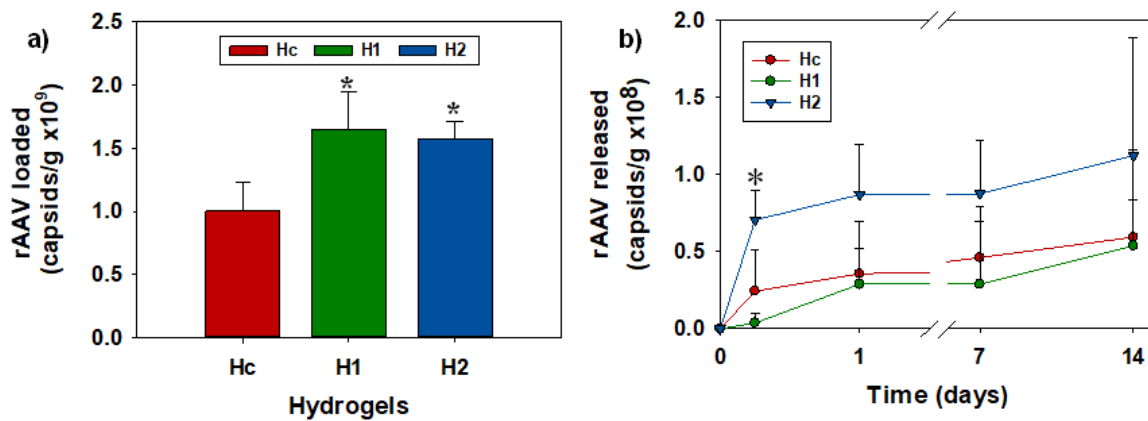 a)
rAAV loaded
(capsids/g x10⁹)
2.5
2.0
1.5
1.0
0.5
0.0
Hc H1 H2
*
*
Hc H1 H2
Hydrogels
b)
rAAV released
(capsids/g x10⁸)
2.0
1.5
1.0
0.5
0.0
Hc
H1
H2
*
0 1 7 14
Time (days)